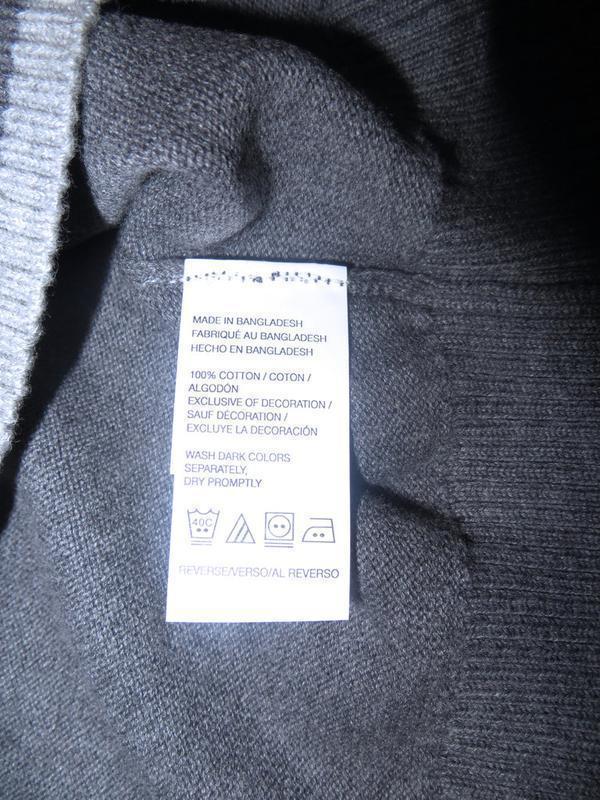 MADE IN BANGLADESH
FABRIQUÉ AU BANGLADESH
HECHO EN BANGLADESH
100% COTTON / COTON /
ALGODÓN
EXCLUSIVE OF DECORATION /
SAUF DÉCORATION /
EXCLUYE LA DECORACIÓN
WASH DARK COLORS
SEPARATELY,
DRY PROMPTLY
40C
REVERSE/VERSO/AL REVERSO